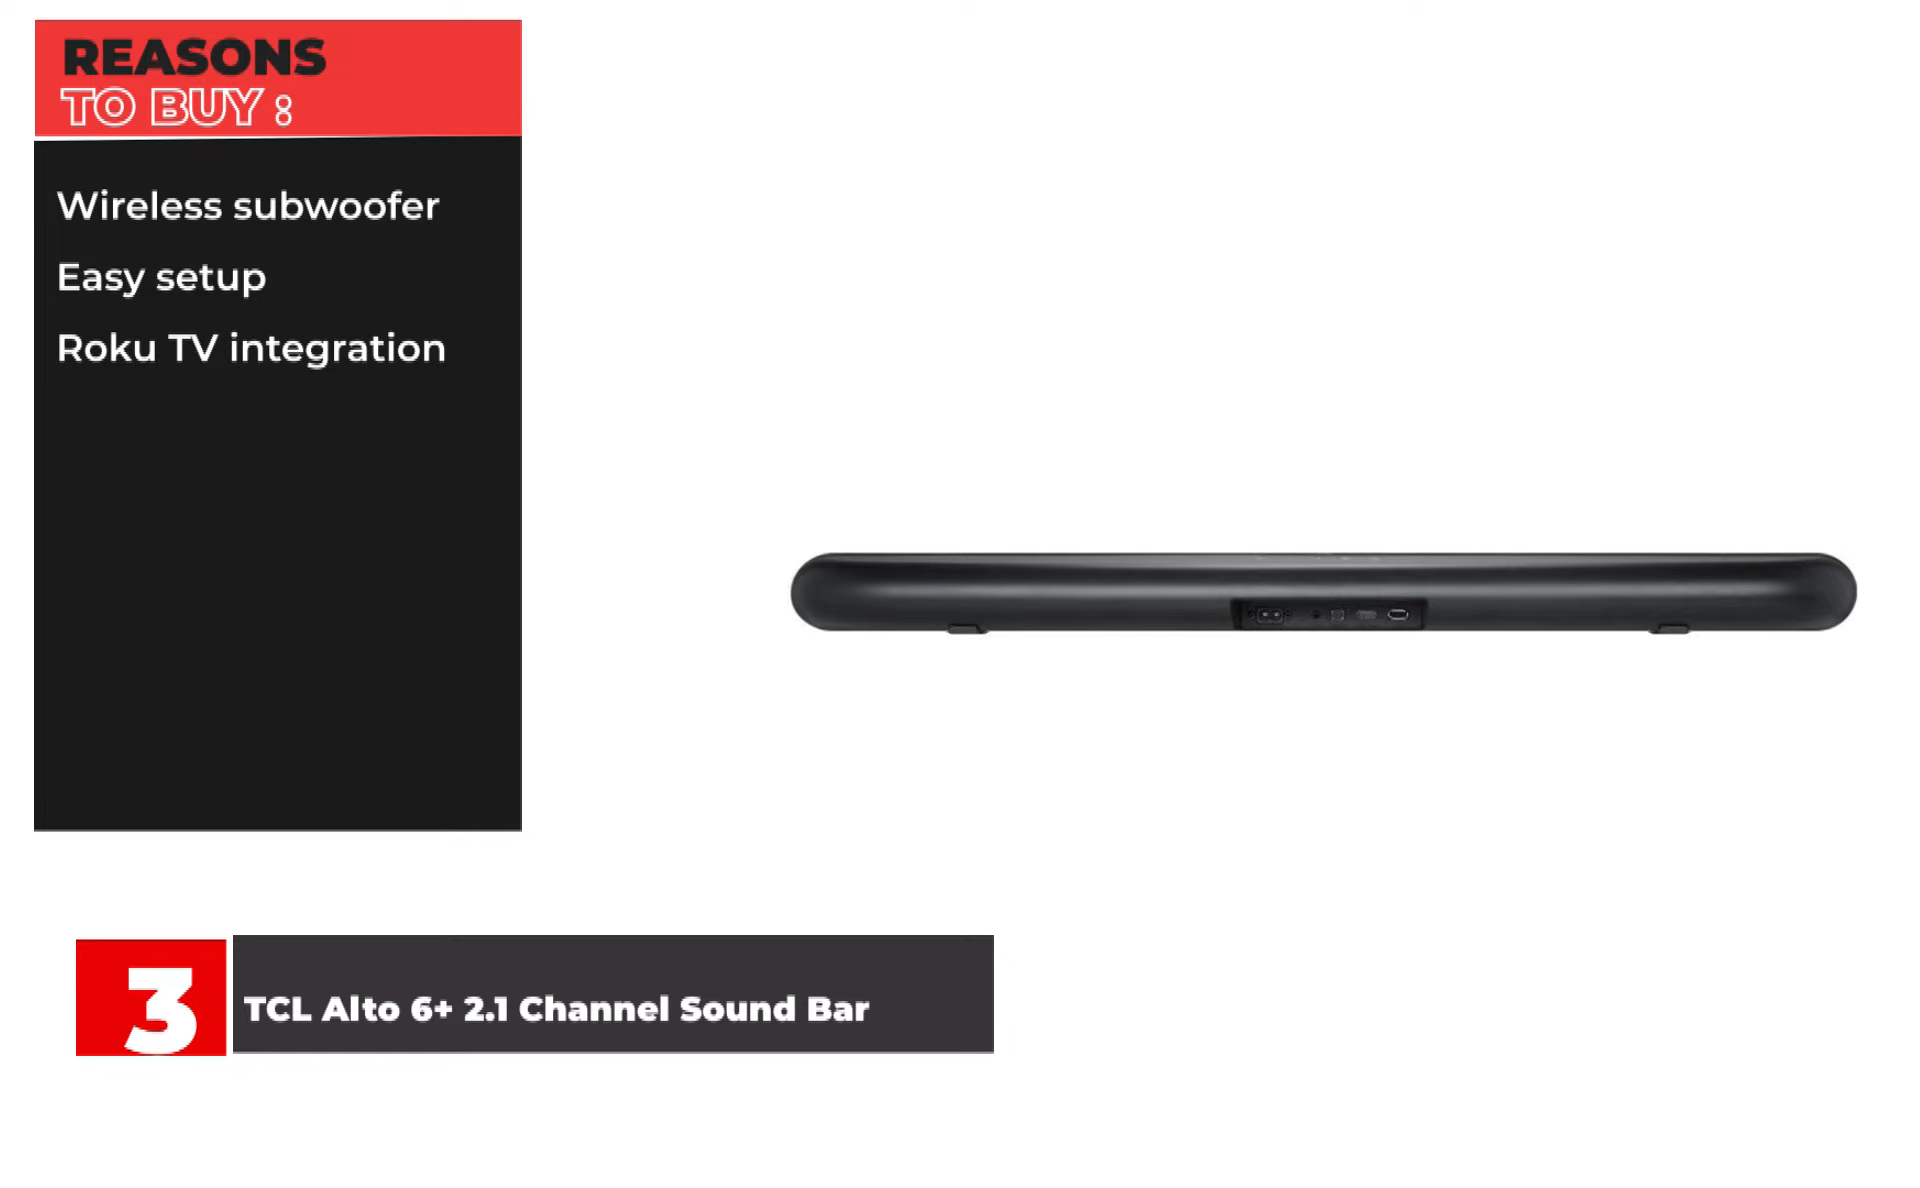 REASONS
TO BUY :
Wireless subwoofer
Easy setup
Roku TV integration
3
TCL Alto 6+ 2.1 Channel Sound Bar